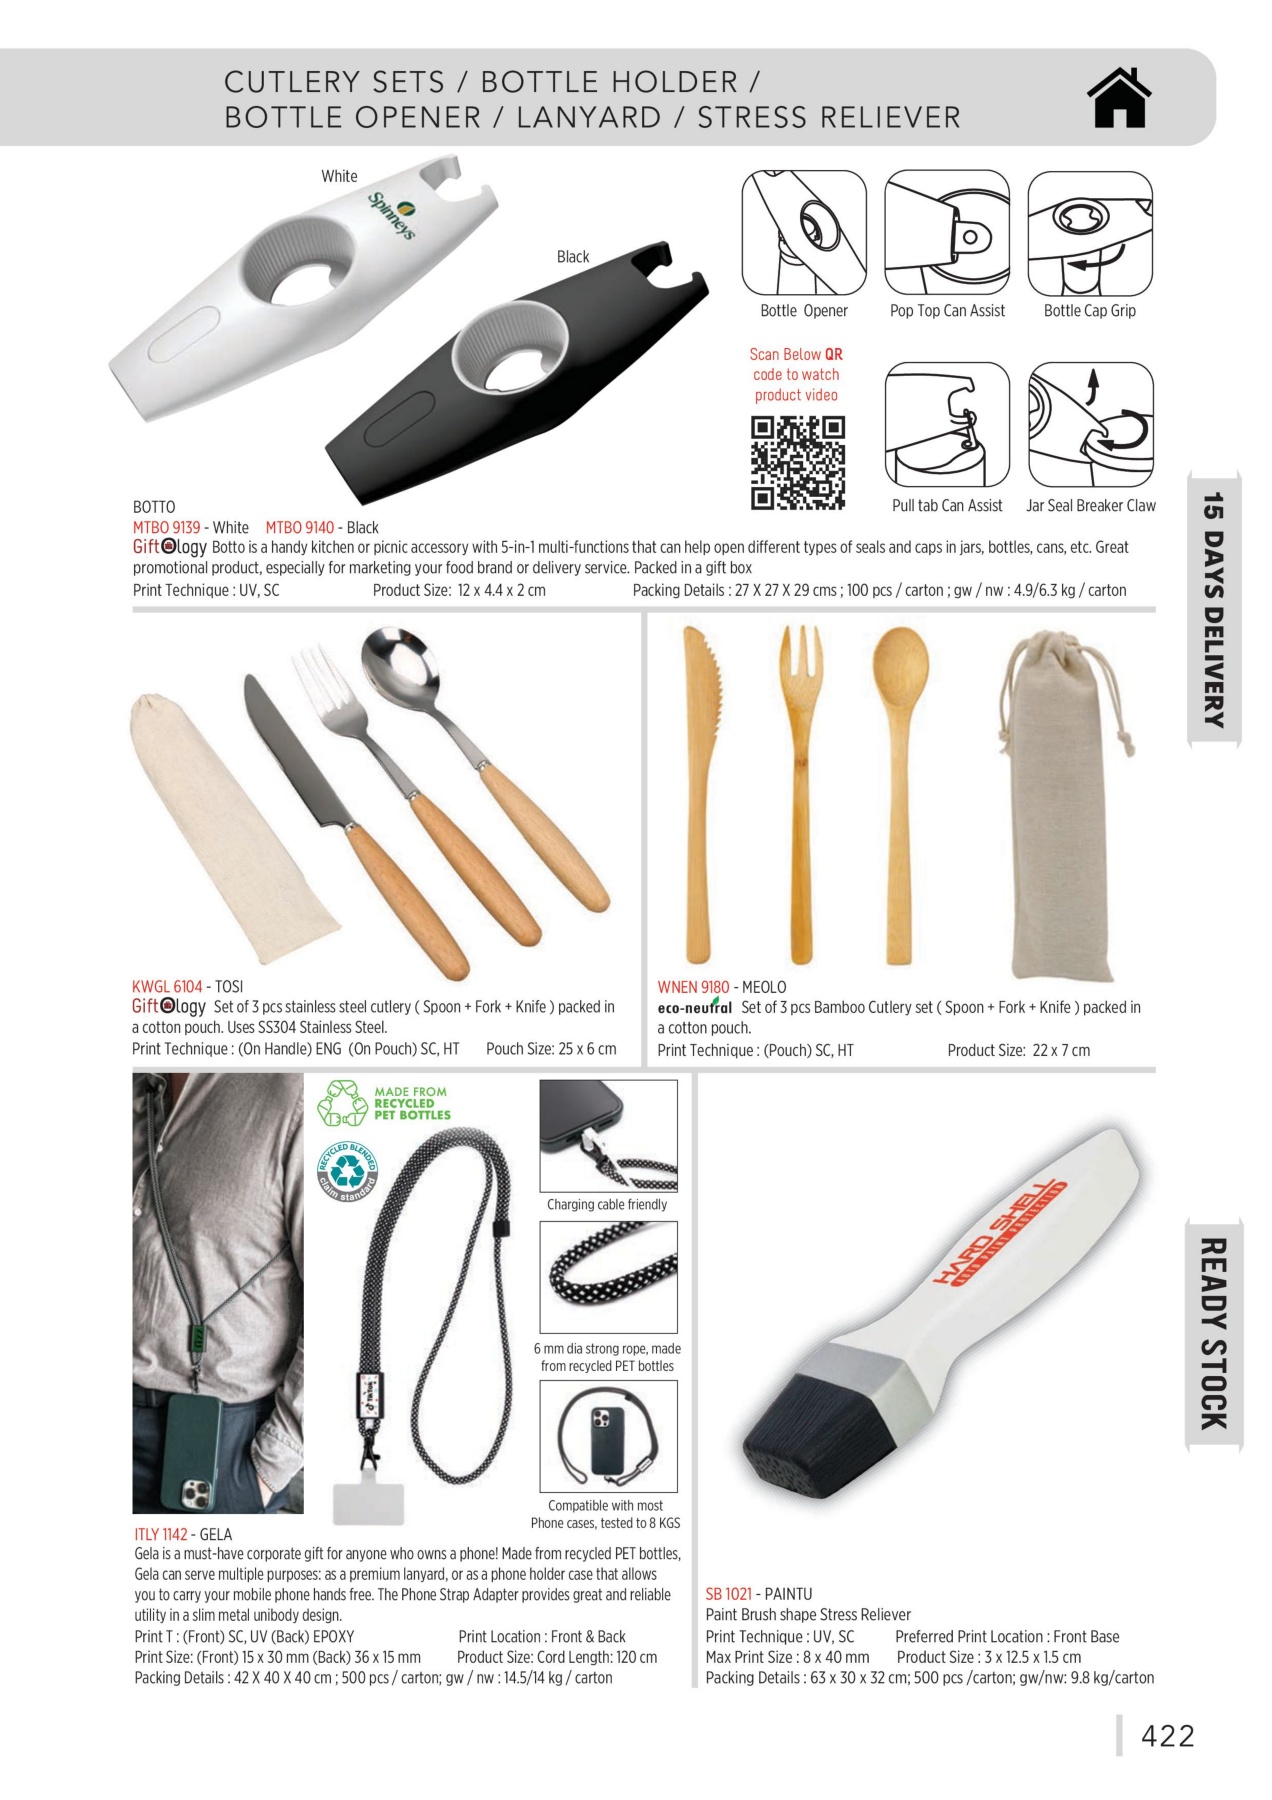 CUTLERY SETS / BOTTLE HOLDER /
BOTTLE OPENER / LANYARD / STRESS RELIEVER
White
Spinneys
Black
Bottle Opener
Pop Top Can Assist
Bottle Cap Grip
Scan Below QR
code to watch
product video
Pull tab Can Assist
Jar Seal Breaker Claw
BOTTO
MTBO 9139 - White MTBO 9140 - Black
GiftOlogy Botto is a handy kitchen or picnic accessory with 5-in-1 multi-functions that can help open different types of seals and caps in jars, bottles, cans, etc. Great
promotional product, especially for marketing your food brand or delivery service. Packed in a gift box
Print Technique : UV, SC Product Size: 12 x 4.4 x 2 cm Packing Details : 27 X 27 X 29 cms ; 100 pcs / carton ; gw / nw : 4.9/6.3 kg / carton
15 DAYS DELIVERY
KWGL 6104 - TOSI
GiftOlogy Set of 3 pcs stainless steel cutlery ( Spoon + Fork + Knife ) packed in
a cotton pouch. Uses SS304 Stainless Steel.
Print Technique : (On Handle) ENG (On Pouch) SC, HT Pouch Size: 25 x 6 cm
WNEN 9180 - MEOLO
eco-neutral Set of 3 pcs Bamboo Cutlery set ( Spoon + Fork + Knife ) packed in
a cotton pouch.
Print Technique : (Pouch) SC, HT Product Size: 22 x 7 cm
MADE FROM
RECYCLED
PET BOTTLES
RECYCLED BLENDED
claim standard
TikTok
Charging cable friendly
6 mm dia strong rope, made
from recycled PET bottles
Compatible with most
Phone cases, tested to 8 KGS
ITLY 1142 - GELA
Gela is a must-have corporate gift for anyone who owns a phone! Made from recycled PET bottles,
Gela can serve multiple purposes: as a premium lanyard, or as a phone holder case that allows
you to carry your mobile phone hands free. The Phone Strap Adapter provides great and reliable
utility in a slim metal unibody design.
Print T : (Front) SC, UV (Back) EPOXY Print Location : Front & Back
Print Size: (Front) 15 x 30 mm (Back) 36 x 15 mm Product Size: Cord Length: 120 cm
Packing Details : 42 X 40 X 40 cm ; 500 pcs / carton; gw / nw : 14.5/14 kg / carton
HARD SHELL
SB 1021 - PAINTU
Paint Brush shape Stress Reliever
Print Technique : UV, SC Preferred Print Location : Front Base
Max Print Size : 8 x 40 mm Product Size : 3 x 12.5 x 1.5 cm
Packing Details : 63 x 30 x 32 cm; 500 pcs /carton; gw/nw: 9.8 kg/carton
READY STOCK
422